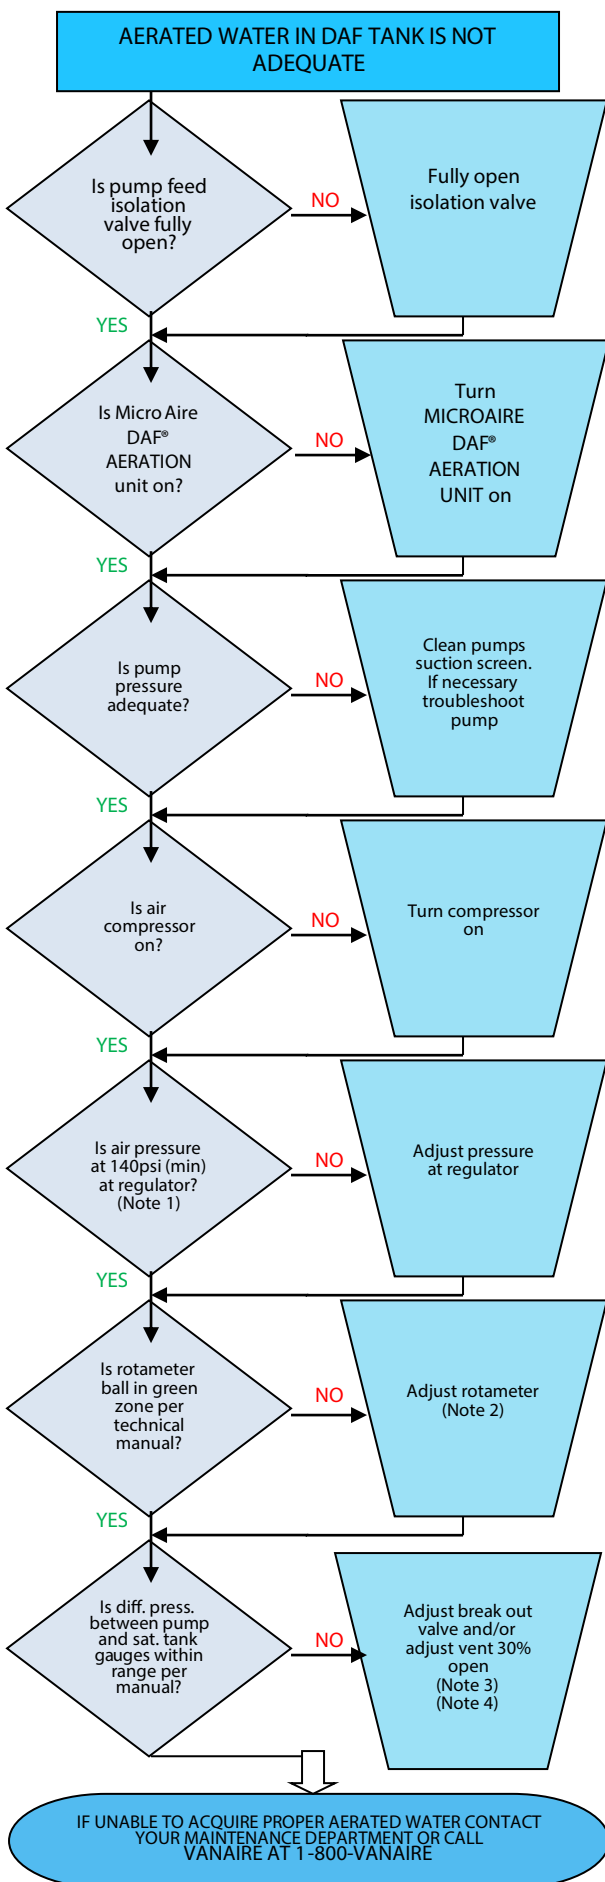 AERATED WATER IN DAF TANK IS NOT
ADEQUATE
Is pump feed
isolation
valve fully
open?
NO
Fully open
isolation valve
YES
Is Micro Aire
DAF®
AERATION
unit on?
NO
Turn
MICROAIRE
DAF®
AERATION
UNIT on
YES
Is pump
pressure
adequate?
NO
Clean pumps
suction screen.
If necessary
troubleshoot
pump
YES
Is air
compressor
on?
NO
Turn compressor
on
YES
Is air pressure
at 140psi (min)
at regulator?
(Note 1)
NO
Adjust pressure
at regulator
YES
Is rotameter
ball in green
zone per
technical
manual?
NO
Adjust rotameter
(Note 2)
YES
Is diff. press.
between pump
and sat. tank
gauges within
range per
manual?
NO
Adjust break out
valve and/or
adjust vent 30%
open
(Note 3)
(Note 4)
IF UNABLE TO ACQUIRE PROPER AERATED WATER CONTACT
YOUR MAINTENANCE DEPARTMENT OR CALL
VANAIRE AT 1-800-VANAIRE